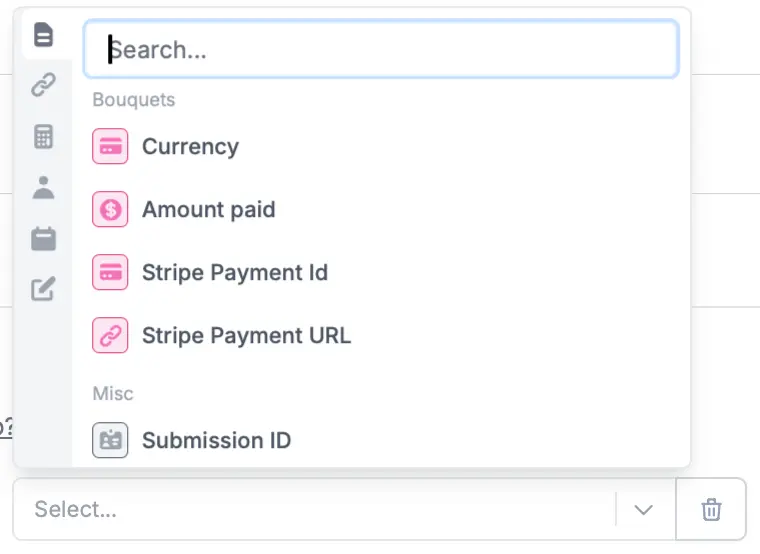 Search...
Bouquets
Currency
Amount paid
Stripe Payment Id
Stripe Payment URL
Misc
o?
Submission ID
Select...